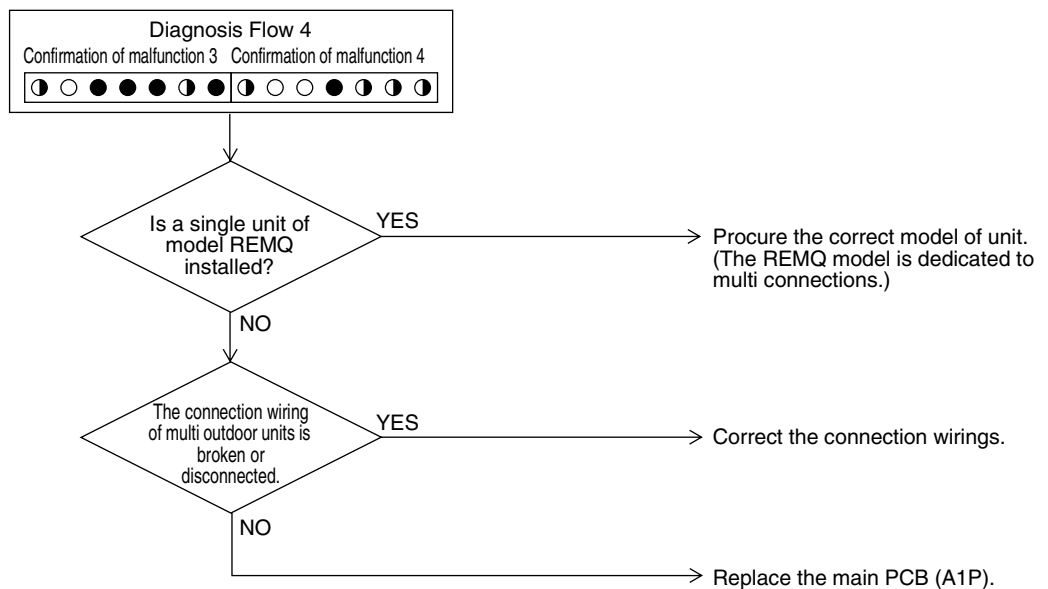 Diagnosis Flow 4
Confirmation of malfunction 3 Confirmation of malfunction 4
Is a single unit of
model REMQ
installed?
YES
Procure the correct model of unit.
(The REMQ model is dedicated to
multi connections.)
NO
The connection wiring
of multi outdoor units is
broken or
disconnected.
YES
Correct the connection wirings.
NO
Replace the main PCB (A1P).